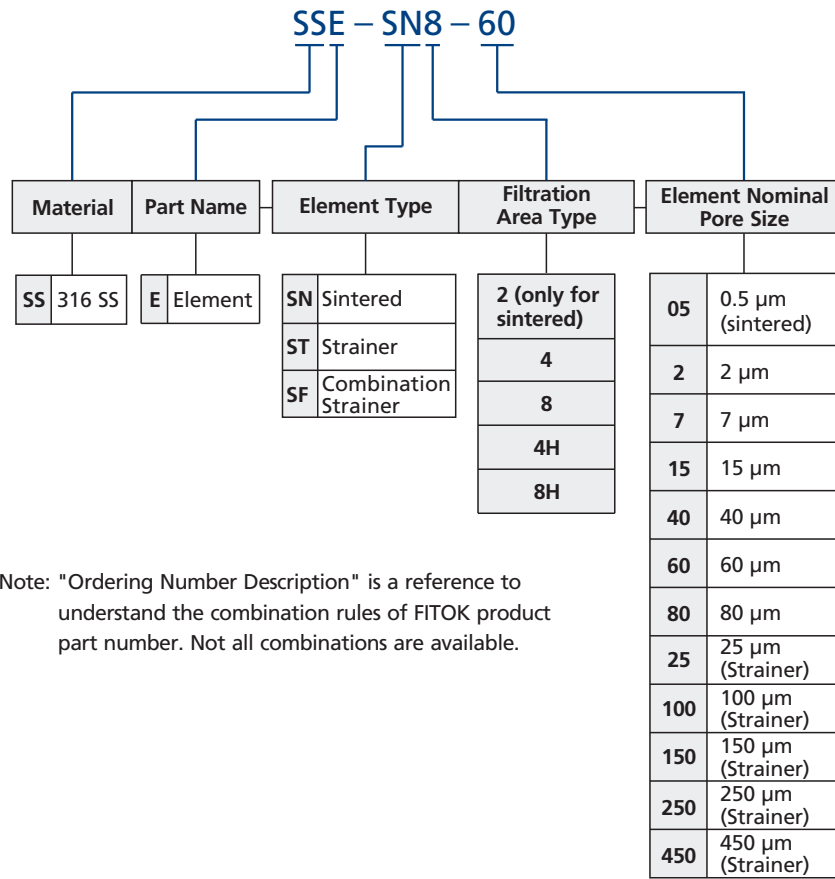 SSE – SN8 – 60
Material
Part Name
Element Type
Filtration
Area Type
Element Nominal
Pore Size
SS 316 SS
E Element
SN Sintered
ST Strainer
SF Combination
Strainer
2 (only for
sintered)
4
8
4H
8H
05 0.5 µm
(sintered)
2 2 µm
7 7 µm
15 15 µm
40 40 µm
60 60 µm
80 80 µm
25 25 µm
(Strainer)
100 100 µm
(Strainer)
150 150 µm
(Strainer)
250 250 µm
(Strainer)
450 450 µm
(Strainer)
Note: "Ordering Number Description" is a reference to
understand the combination rules of FITOK product
part number. Not all combinations are available.